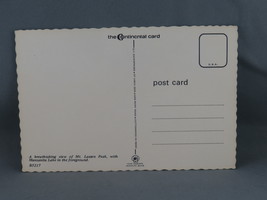 the Continental card
post card
A breathtaking view of Mt. Lassen Peak, with
Manzanita Lake in the foreground.